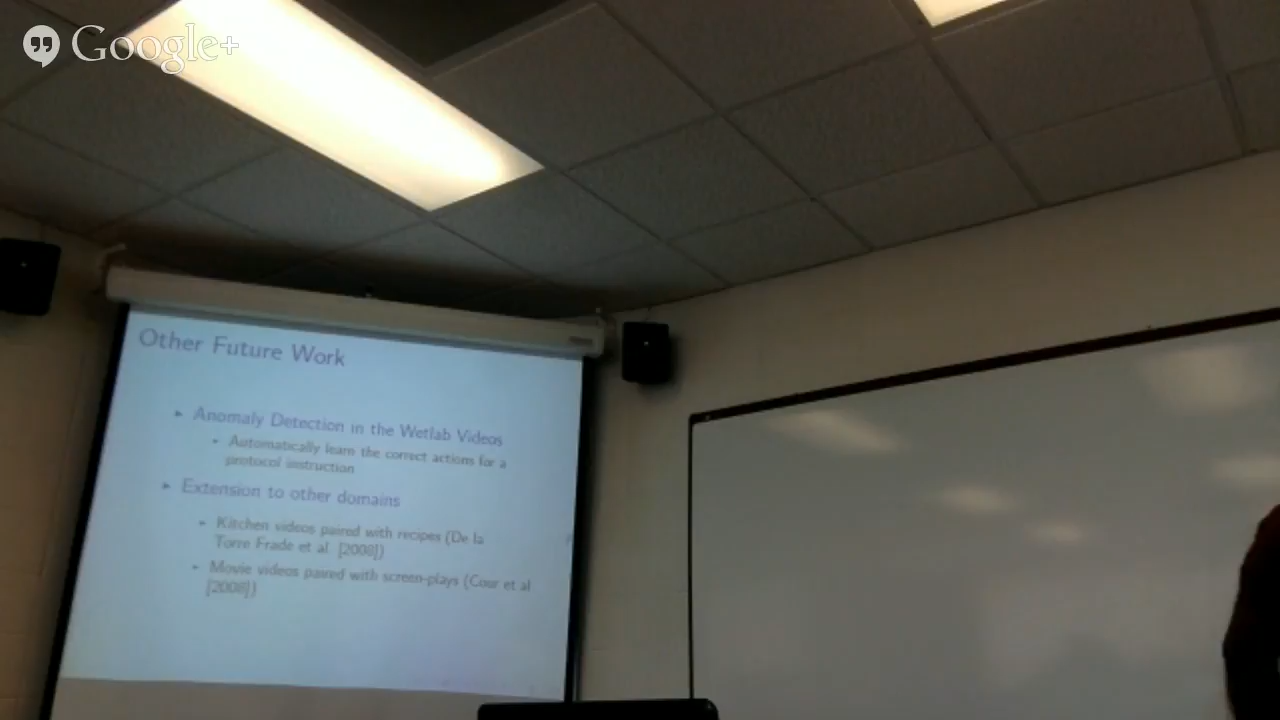 Google+
Other Future Work
Anomaly Detection in the Wetlab Videos
Automatically learn the correct actions for a
protocol instruction
Extension to other domains
Kitchen videos paired with recipes (De la
Torre Frade et al. [2008])
Movie videos paired with screen-plays (Cour et al.
[2008])